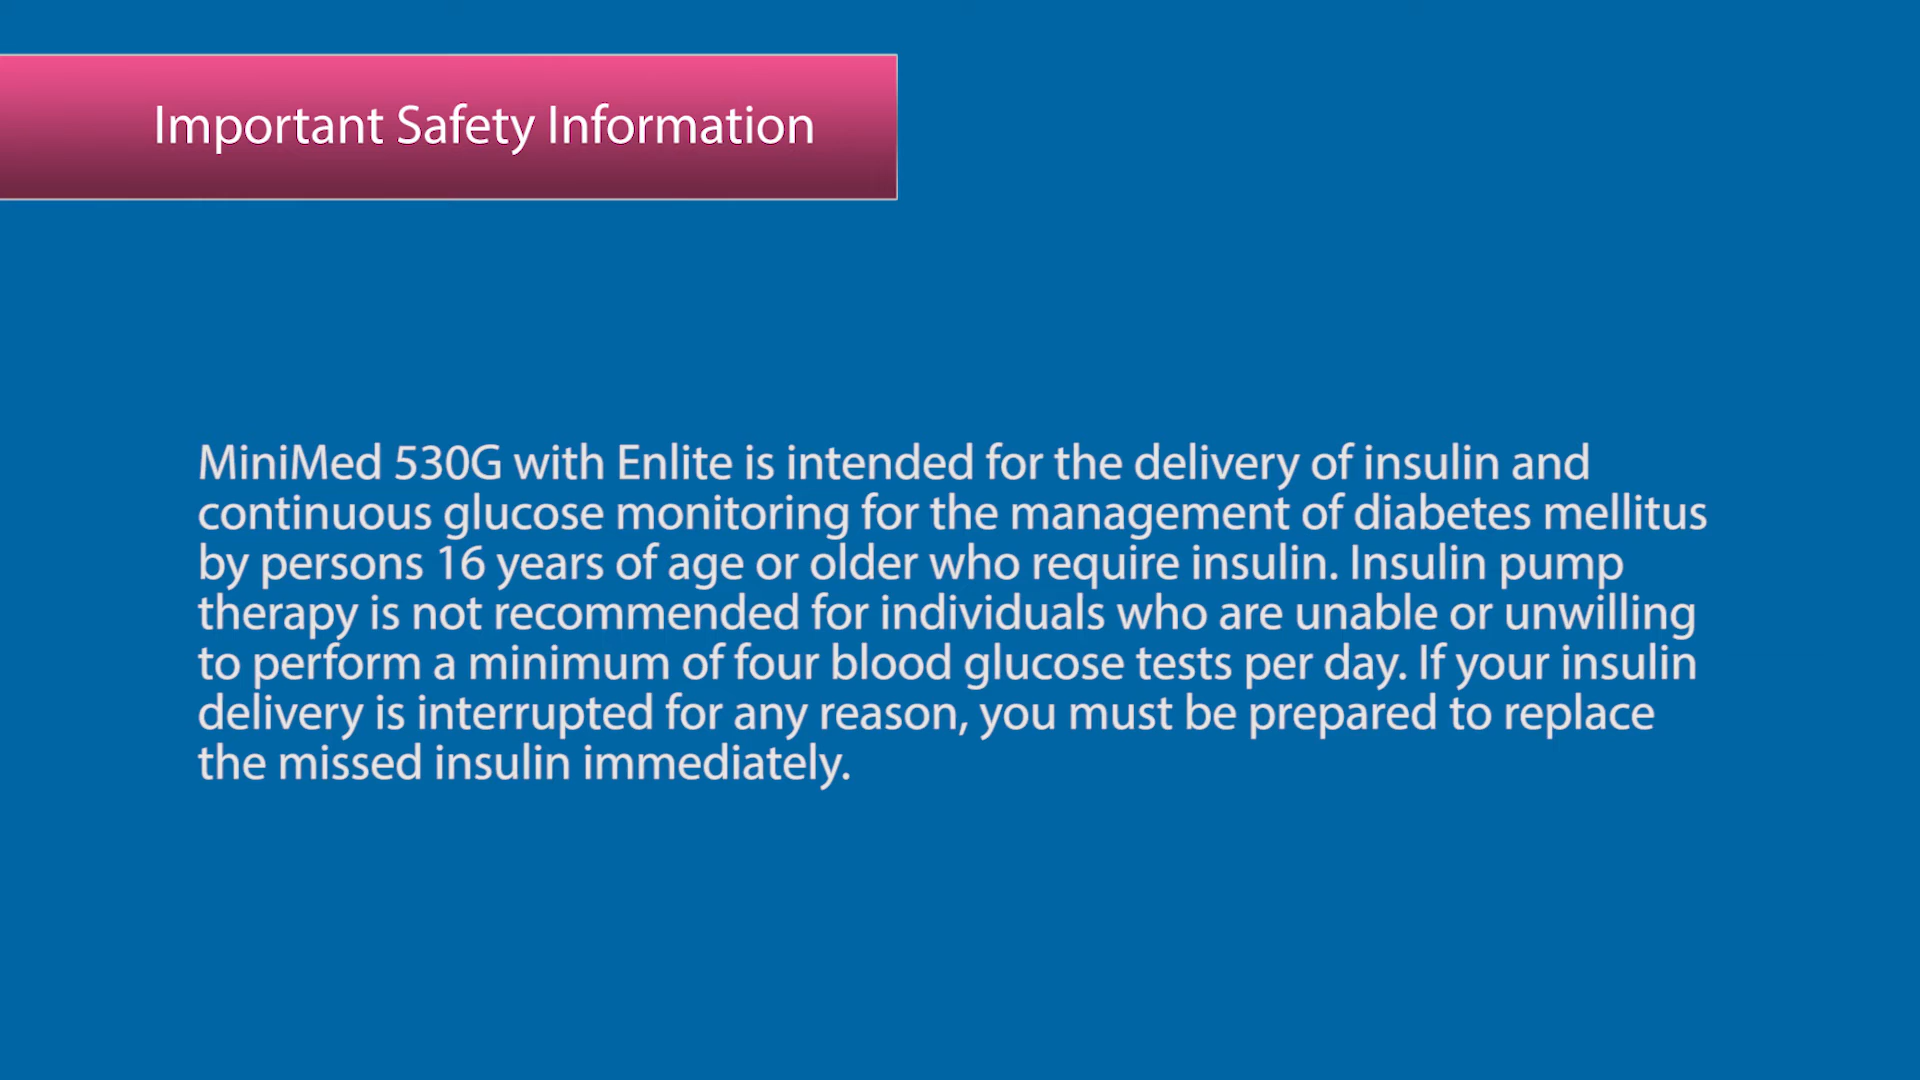 Important Safety Information
MiniMed 530G with Enlite is intended for the delivery of insulin and
continuous glucose monitoring for the management of diabetes mellitus
by persons 16 years of age or older who require insulin. Insulin pump
therapy is not recommended for individuals who are unable or unwilling
to perform a minimum of four blood glucose tests per day. If your insulin
delivery is interrupted for any reason, you must be prepared to replace
the missed insulin immediately.